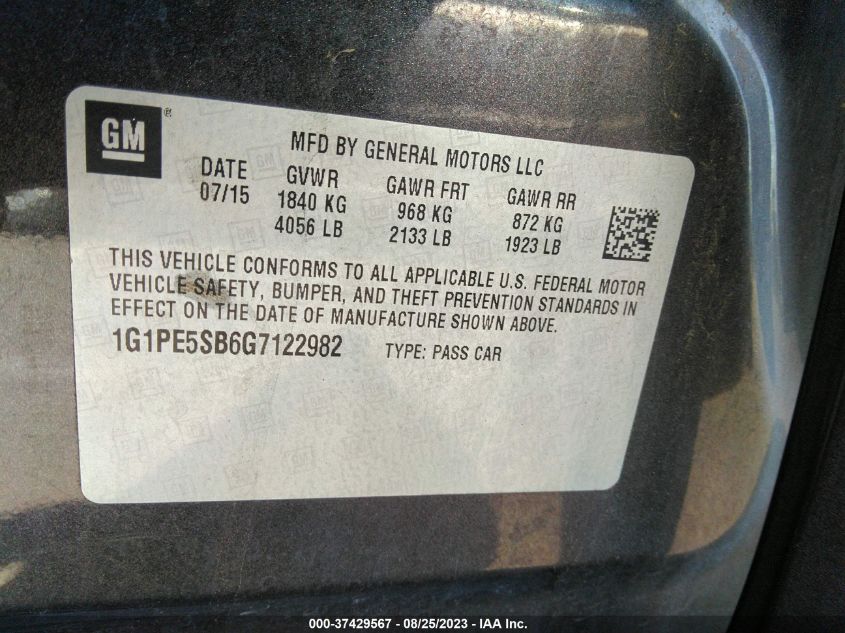 GM®
MFD BY GENERAL MOTORS LLC
DATE GVWR GAWR FRT GAWR RR
07/15 1840 KG 968 KG 872 KG
4056 LB 2133 LB 1923 LB
THIS VEHICLE CONFORMS TO ALL APPLICABLE U.S. FEDERAL MOTOR
VEHICLE SAFETY, BUMPER, AND THEFT PREVENTION STANDARDS IN
EFFECT ON THE DATE OF MANUFACTURE SHOWN ABOVE.
1G1PE5SB6G7122982 TYPE: PASS CAR
000-37429567 - 08/25/2023 - IAA Inc.